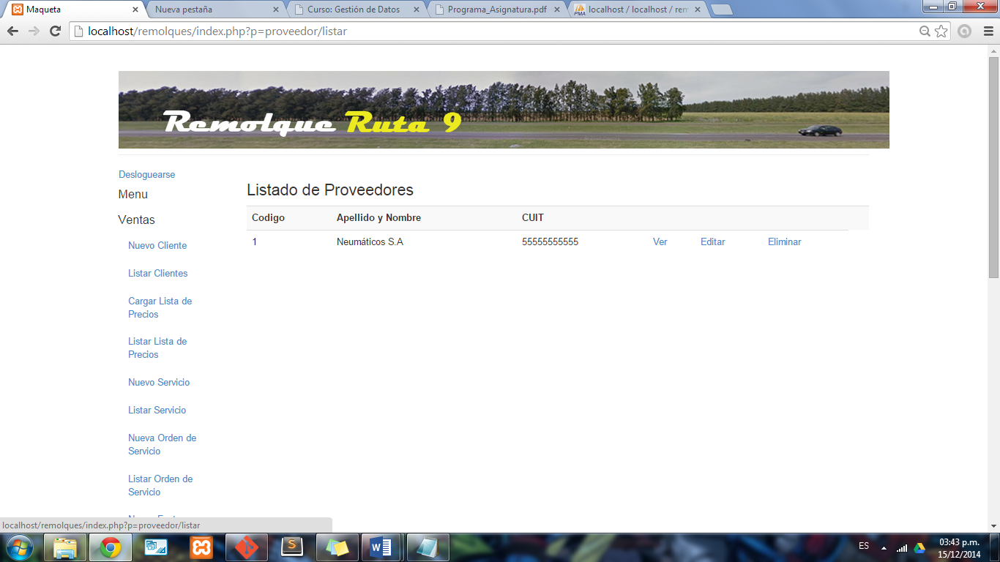 Maqueta
Nueva pestaña
Curso: Gestión de Datos
Programa_Asignatura.pdf
localhost / localhost / rem
localhost/remolques/index.php?p=proveedor/listar
Remolque Ruta 9
Desloguearse
Menu
Ventas
Nuevo Cliente
Listar Clientes
Cargar Lista de
Precios
Listar Lista de
Precios
Nuevo Servicio
Listar Servicio
Nueva Orden de
Servicio
Listar Orden de
Servicio
Listado de Proveedores
Codigo Apellido y Nombre CUIT
1 Neumáticos S.A 55555555555 Ver Editar Eliminar
localhost/remolques/index.php?p=proveedor/listar
ES
03:43 p.m.
15/12/2014